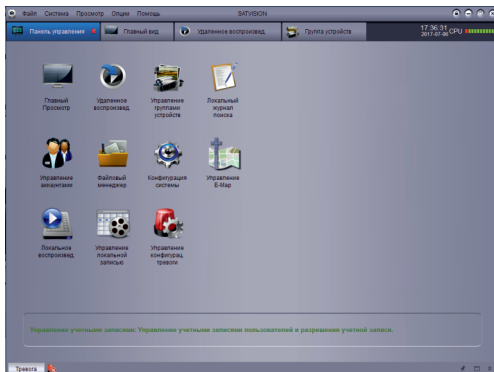 Файл Система Просмотр Опции Помощь SATVISION
Панель управления Главный вид Удаленное воспроизвед. Группа устройств 17:36:31 CPU
2017-07-06
Главный Просмотр
Удаленное воспроизвед.
Управление группами устройств
Локальный журнал поиска
Управление аккаунтами
Файловый менеджер
Конфигурация системы
Управление E-Map
Локальное воспроизвед.
Управление локальной записью
Управление конфигурац. тревоги
Управление учетными записями: Управление учетными записями пользователей и разрешения учетной записи.
Тревога